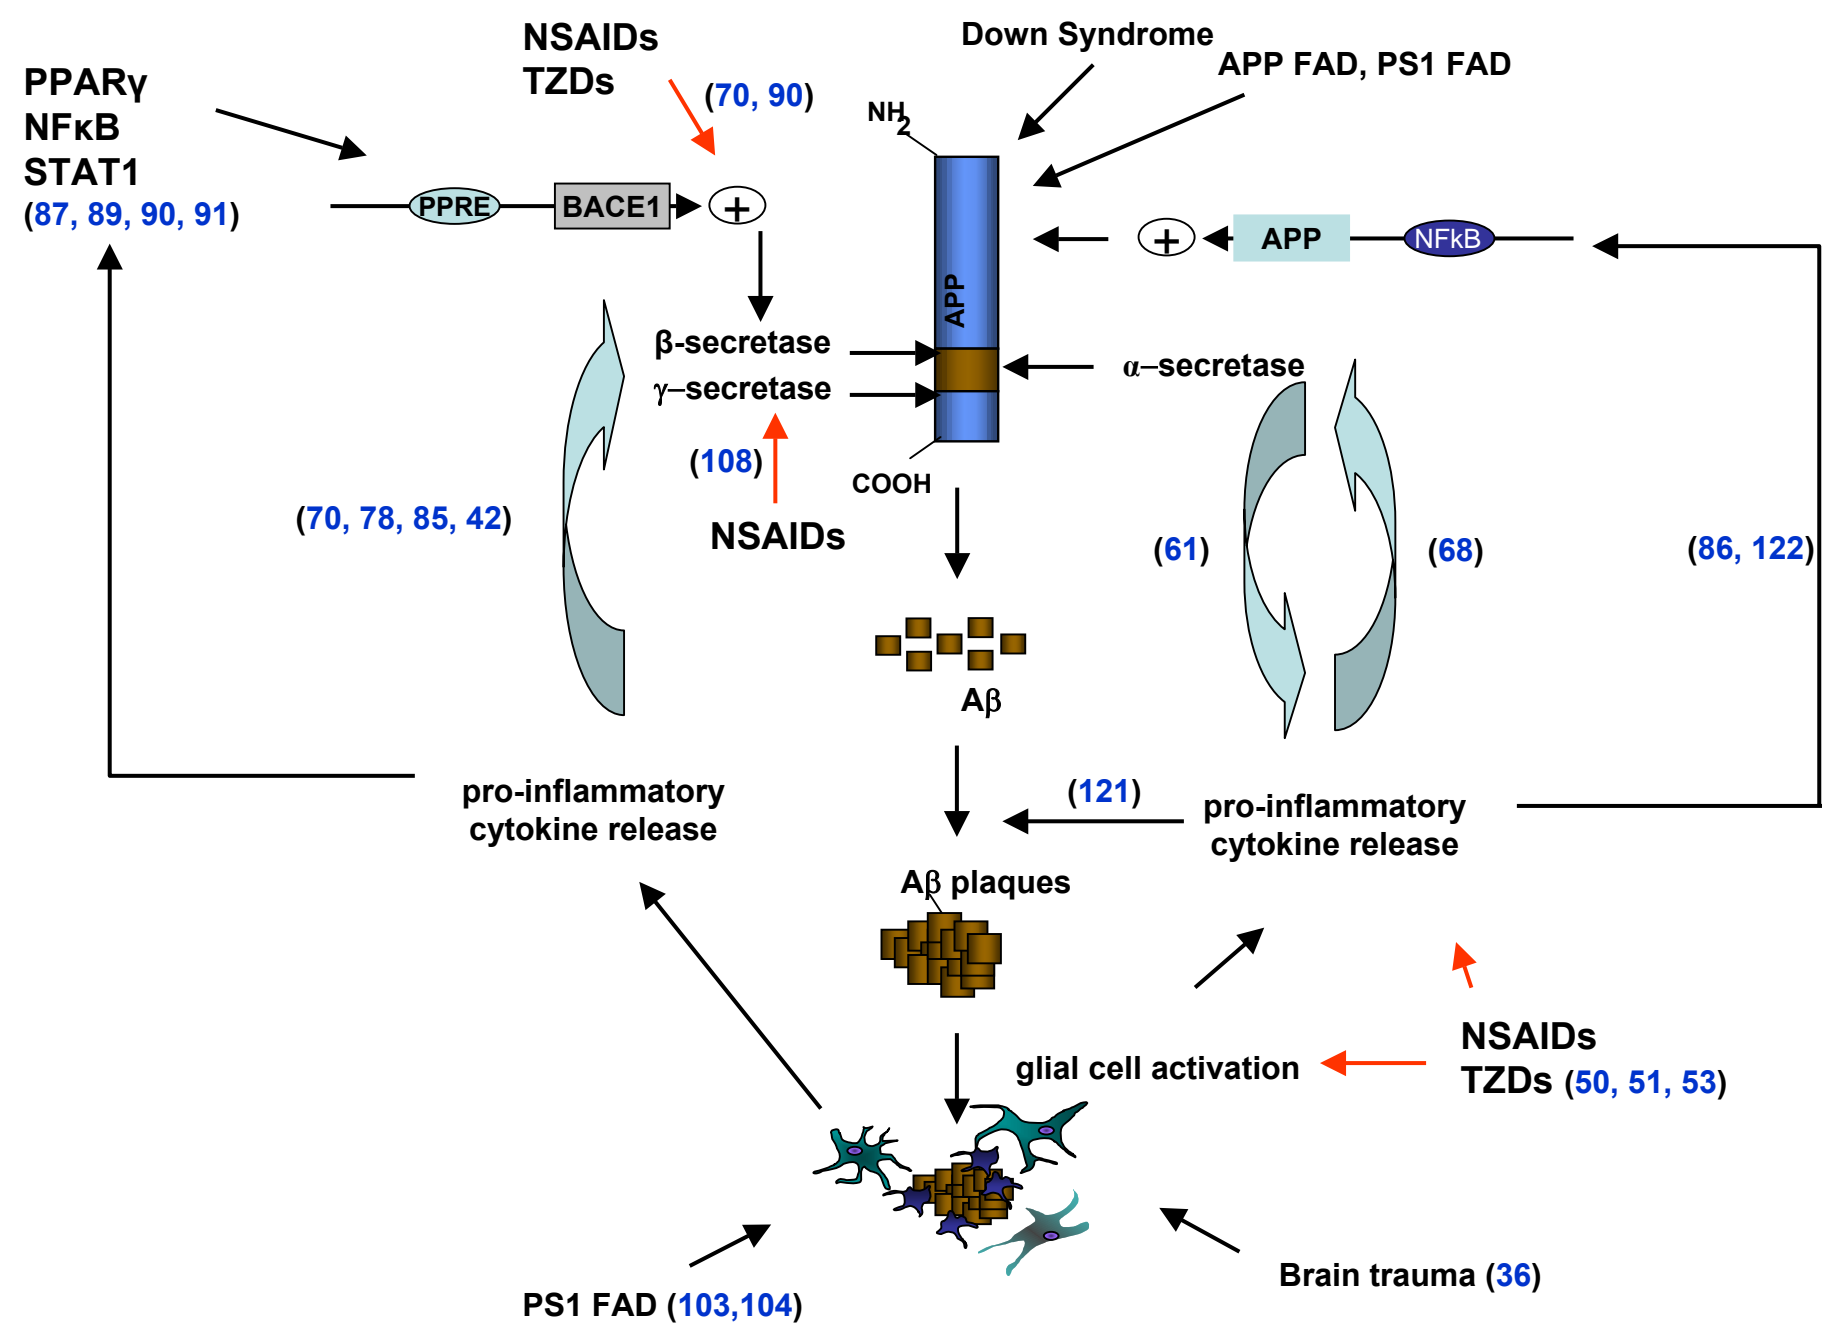 NSAIDs
TZDs
(70, 90)
Down Syndrome
APP FAD, PS1 FAD
PPARγ
NFκB
STAT1
(87, 89, 90, 91)
NH2
PPRE
BACE1
+
+
APP
NFkB
APP
β-secretase
γ–secretase
α–secretase
(108)
COOH
NSAIDs
(70, 78, 85, 42)
(61)
(68)
(86, 122)
Aβ
pro-inflammatory
cytokine release
(121)
pro-inflammatory
cytokine release
Aβ plaques
glial cell activation
NSAIDs
TZDs (50, 51, 53)
PS1 FAD (103,104)
Brain trauma (36)